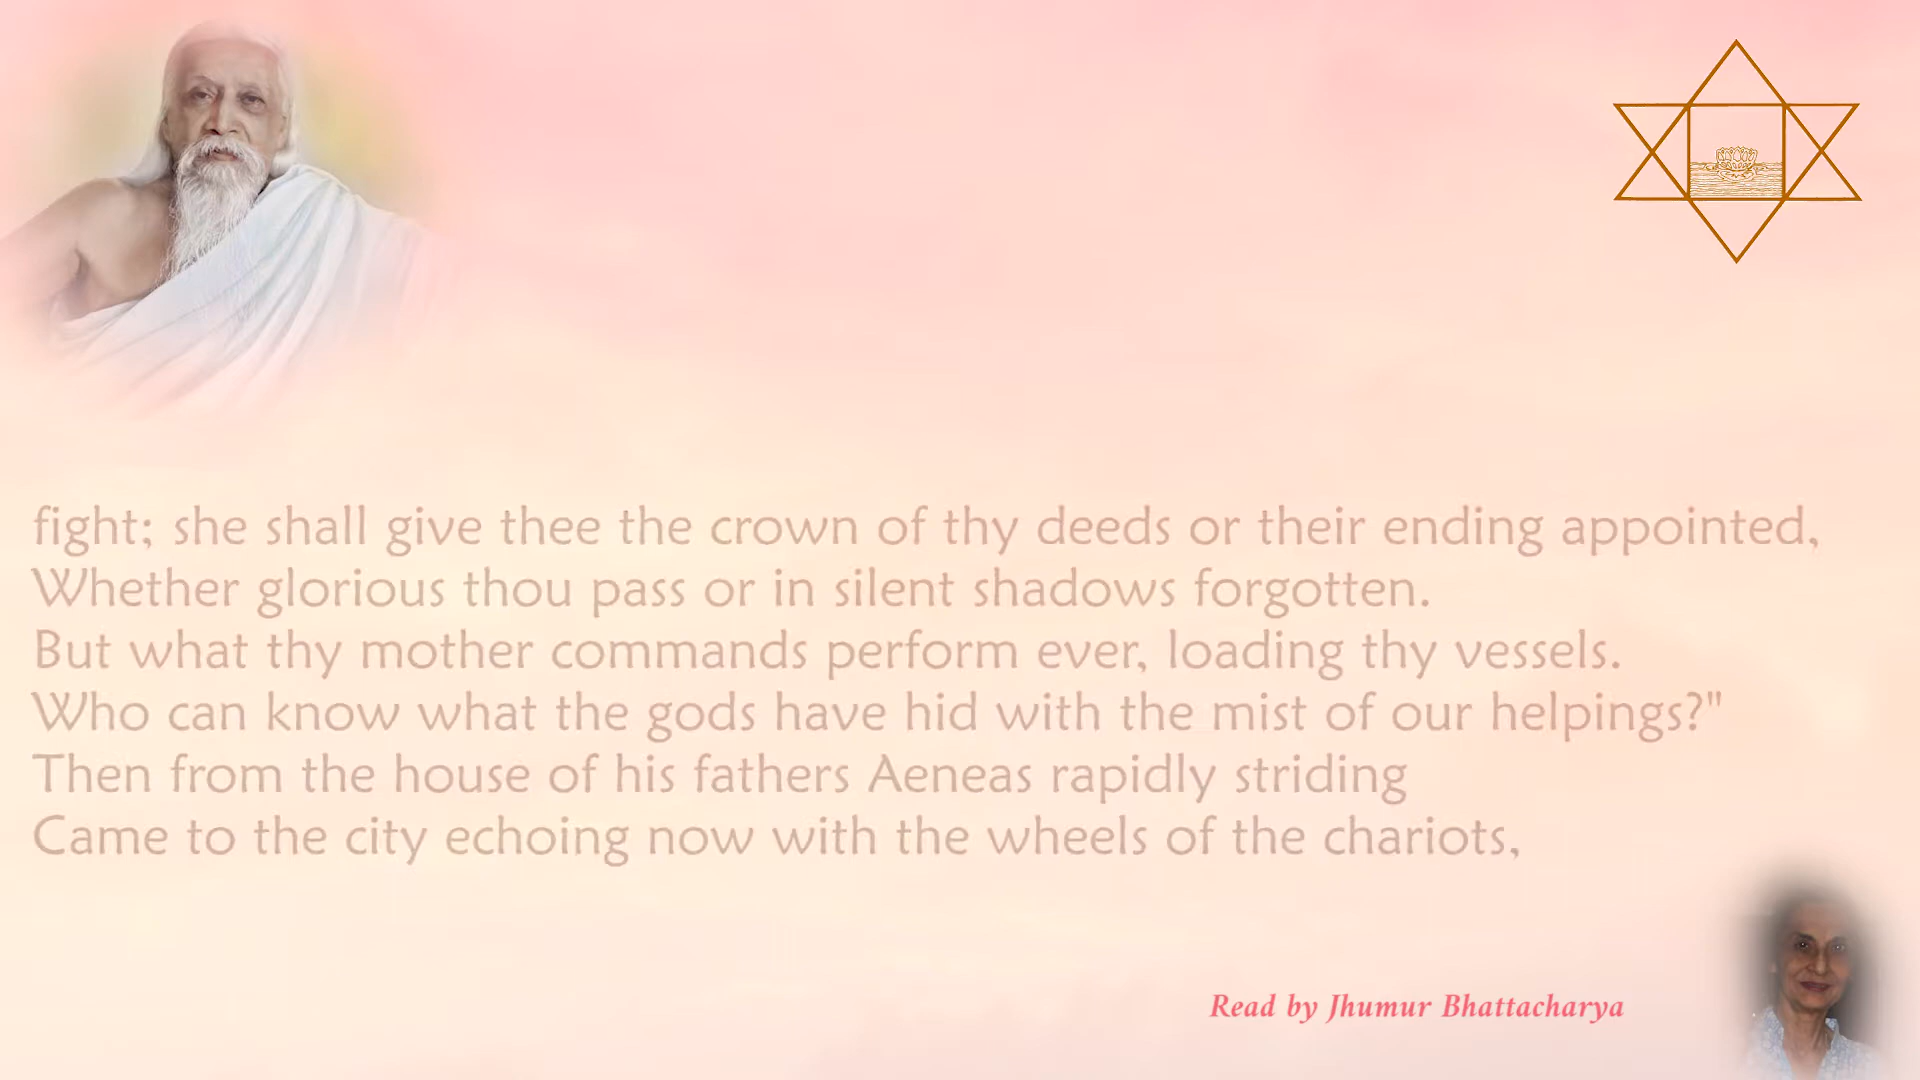 fight; she shall give thee the crown of thy deeds or their ending appointed,
Whether glorious thou pass or in silent shadows forgotten.
But what thy mother commands perform ever, loading thy vessels.
Who can know what the gods have hid with the mist of our helpings?"
Then from the house of his fathers Aeneas rapidly striding
Came to the city echoing now with the wheels of the chariots,
Read by Jhumur Bhattacharya